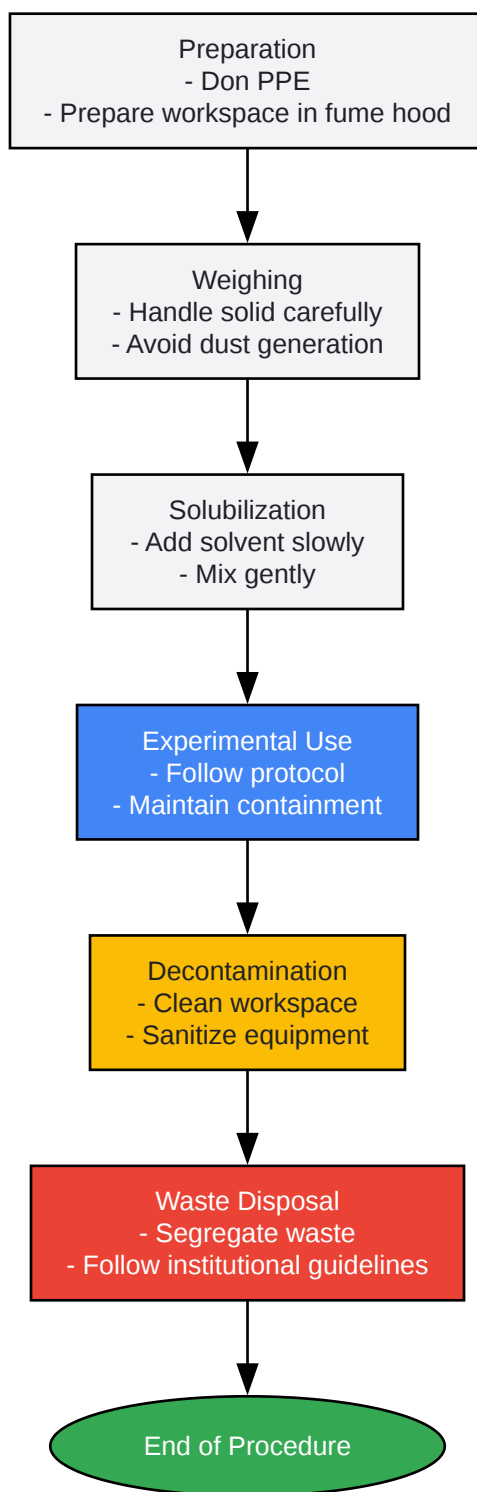 Preparation
- Don PPE
- Prepare workspace in fume hood
Weighing
- Handle solid carefully
- Avoid dust generation
Solubilization
- Add solvent slowly
- Mix gently
Experimental Use
- Follow protocol
- Maintain containment
Decontamination
- Clean workspace
- Sanitize equipment
Waste Disposal
- Segregate waste
- Follow institutional guidelines
End of Procedure